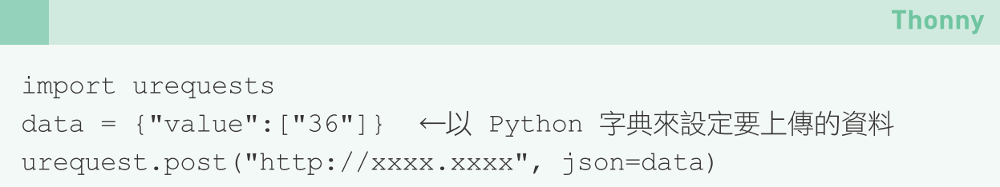 Thonny
import urequests
data = {"value":["36"]} ←以 Python 字典來設定要上傳的資料
urequest.post("http://xxxx.xxxx", json=data)